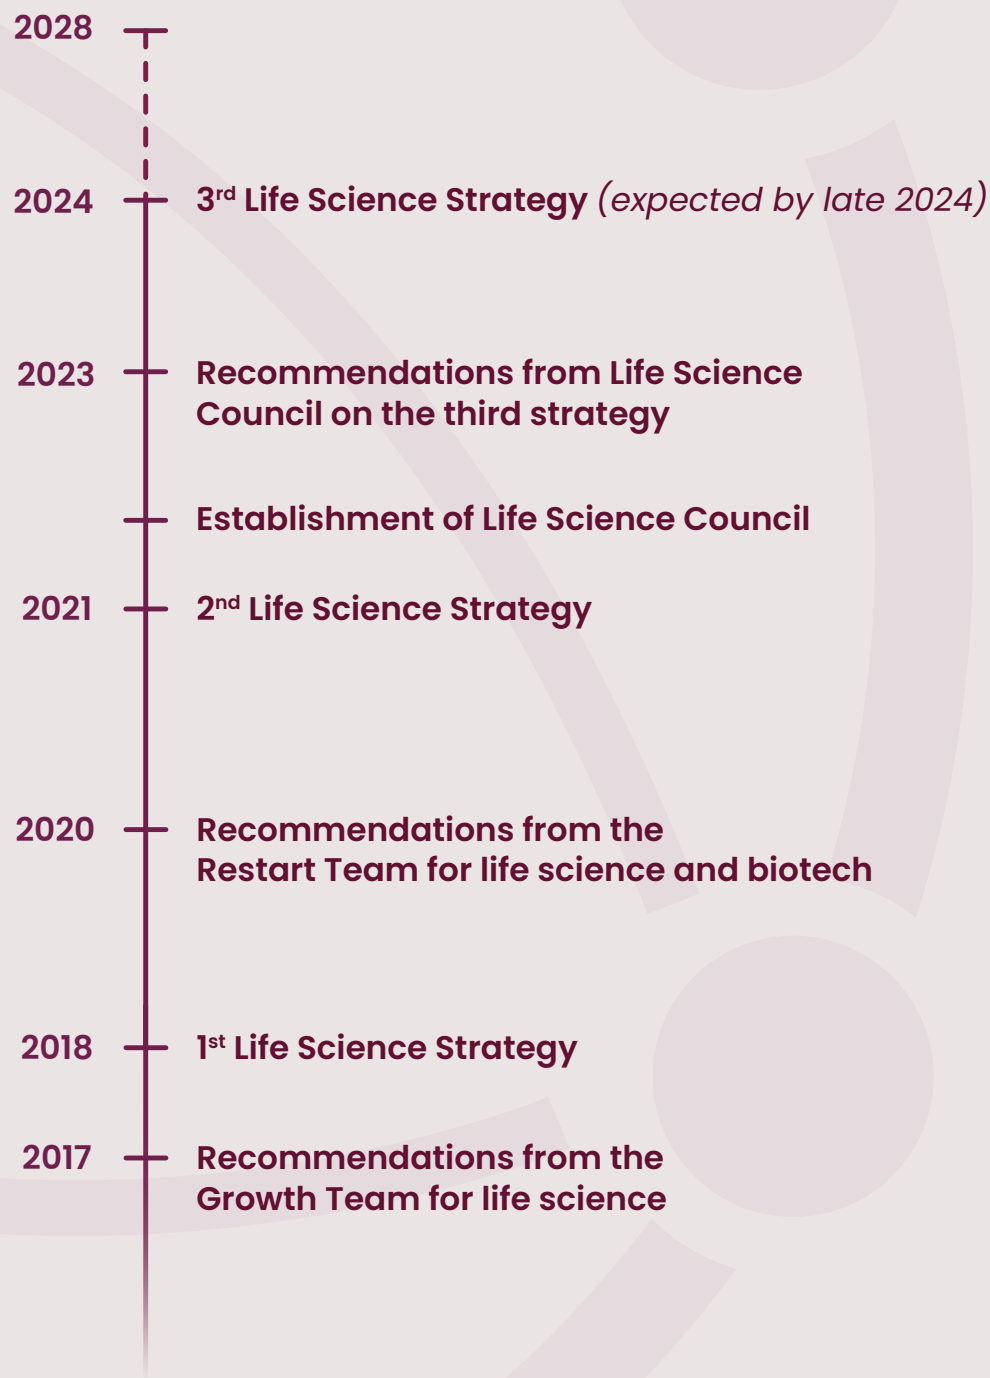 2028
2024 3rd Life Science Strategy (expected by late 2024)
2023 Recommendations from Life Science
Council on the third strategy
Establishment of Life Science Council
2021 2nd Life Science Strategy
2020 Recommendations from the
Restart Team for life science and biotech
2018 1st Life Science Strategy
2017 Recommendations from the
Growth Team for life science